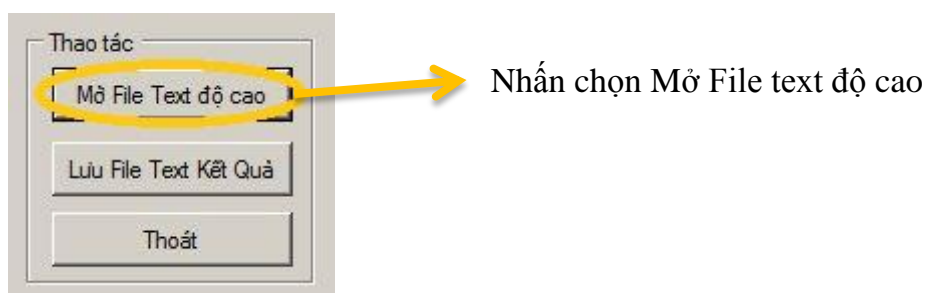 Thao tác
Mở File Text độ cao
Nhấn chọn Mở File text độ cao
Lưu File Text Kết Quả
Thoát